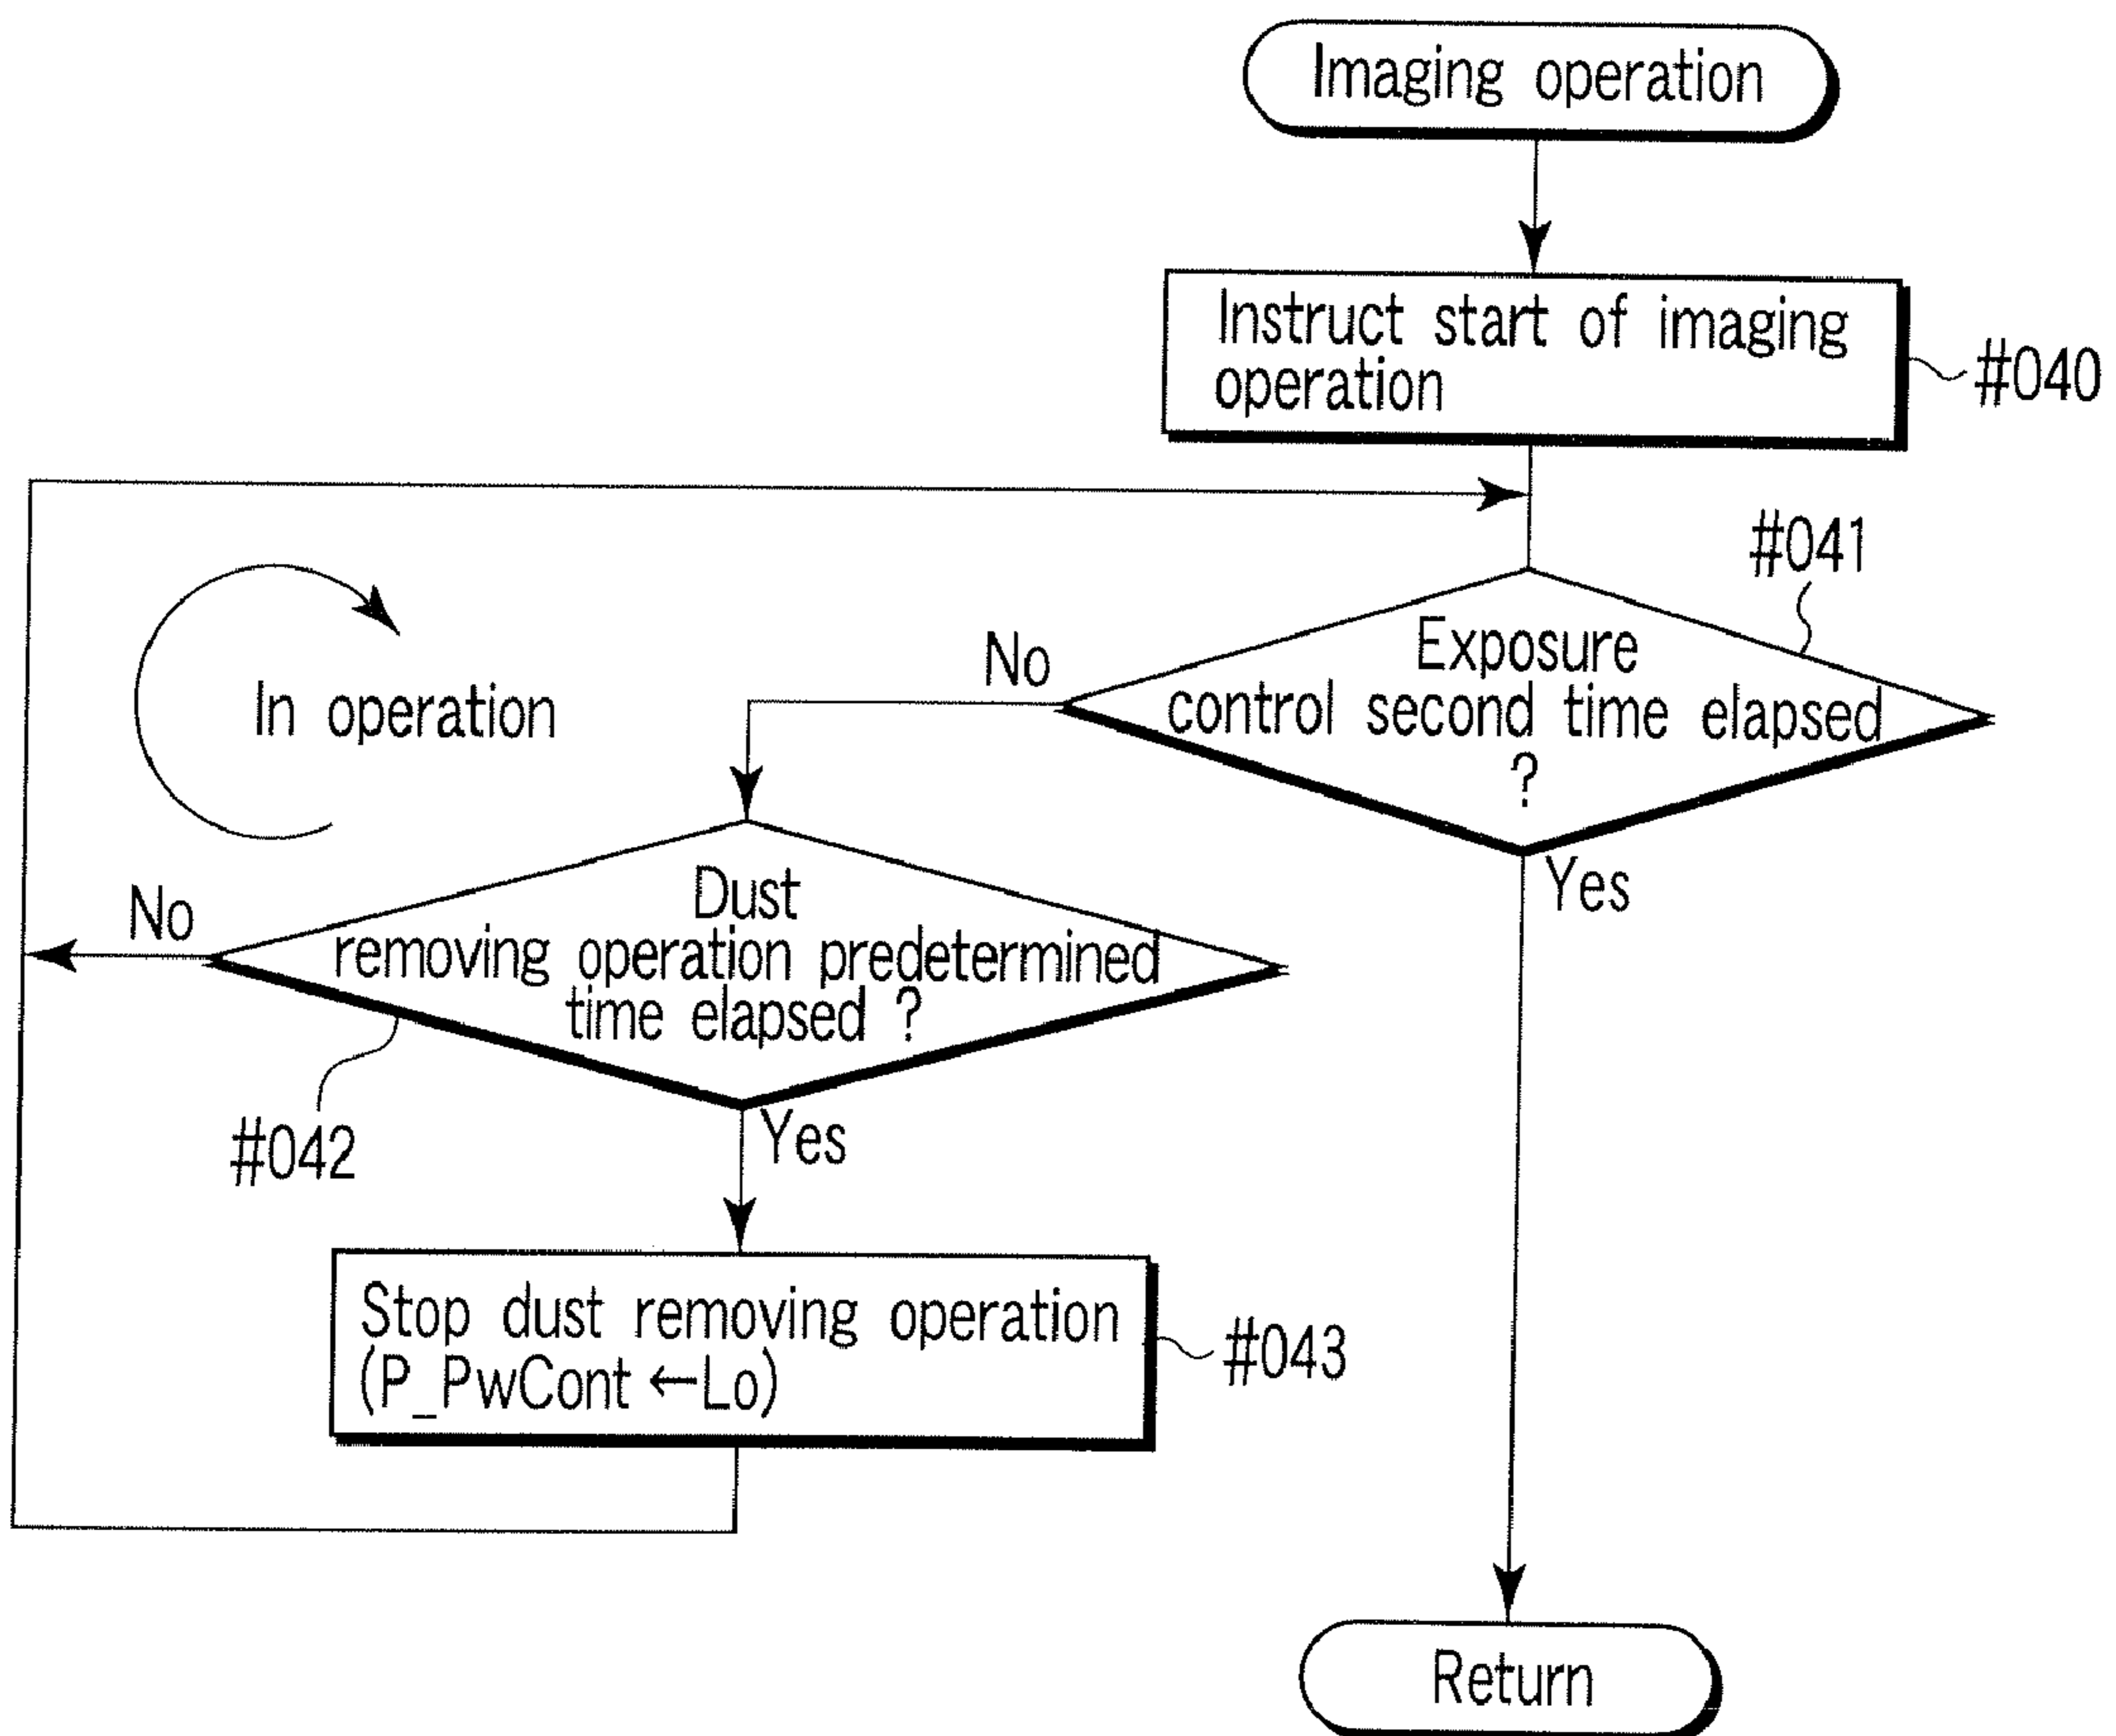 Imaging operation
Instruct start of imaging
operation
#040
#041
Exposure
control second time elapsed
?
No
Yes
In operation
Dust
removing operation predetermined
time elapsed ?
No
#042
Yes
Stop dust removing operation
(P_PwCont ←Lo)
#043
Return